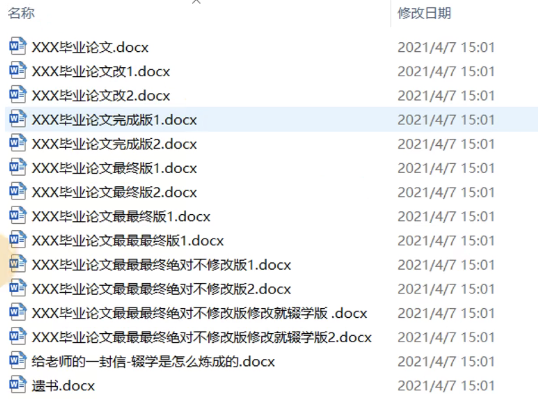 名称 修改日期
XXX毕业论文.docx 2021/4/7 15:01
XXX毕业论文改1.docx 2021/4/7 15:01
XXX毕业论文改2.docx 2021/4/7 15:01
XXX毕业论文完成版1.docx 2021/4/7 15:01
XXX毕业论文完成版2.docx 2021/4/7 15:01
XXX毕业论文最终版1.docx 2021/4/7 15:01
XXX毕业论文最终版2.docx 2021/4/7 15:01
XXX毕业论文最最终版1.docx 2021/4/7 15:01
XXX毕业论文最最最终版1.docx 2021/4/7 15:01
XXX毕业论文最最最终绝对不修改版1.docx 2021/4/7 15:01
XXX毕业论文最最最终绝对不修改版2.docx 2021/4/7 15:01
XXX毕业论文最最最终绝对不修改版修改就辍学版 .docx 2021/4/7 15:01
XXX毕业论文最最最终绝对不修改版修改就辍学版2.docx 2021/4/7 15:01
给老师的一封信-辍学是怎么炼成的.docx 2021/4/7 15:01
遗书.docx 2021/4/7 15:01